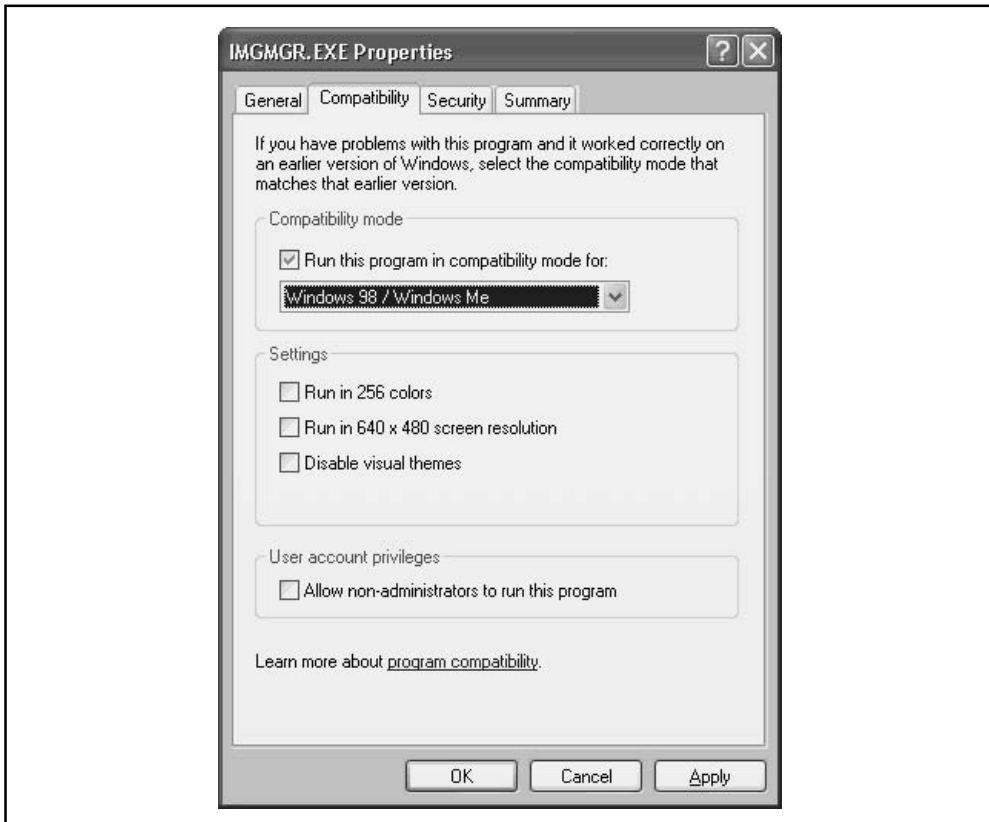 IMGMGR.EXE Properties
General Compatibility Security Summary
If you have problems with this program and it worked correctly on
an earlier version of Windows, select the compatibility mode that
matches that earlier version.
Compatibility mode
Run this program in compatibility mode for:
Windows 98 / Windows Me
Settings
Run in 256 colors
Run in 640 x 480 screen resolution
Disable visual themes
User account privileges
Allow non-administrators to run this program
Learn more about program compatibility.
OK Cancel Apply